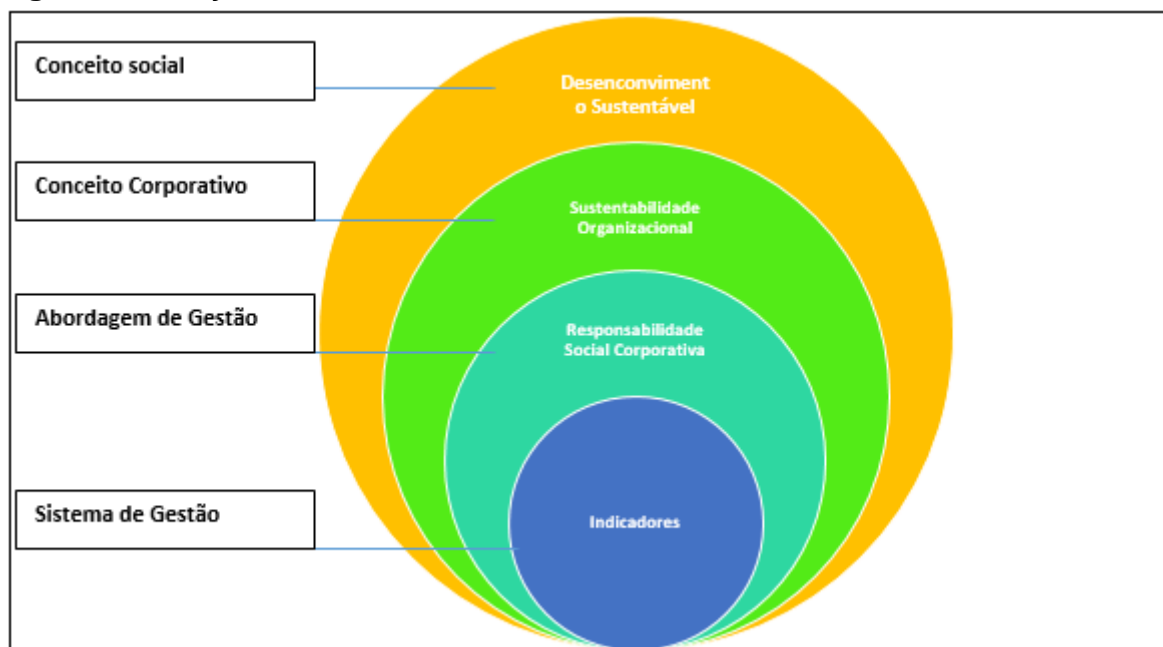 Conceito social
Desenconviment
o Sustentável
Conceito Corporativo
Sustentabilidade
Organizacional
Abordagem de Gestão
Responsabilidade
Social Corporativa
Sistema de Gestão
Indicadores